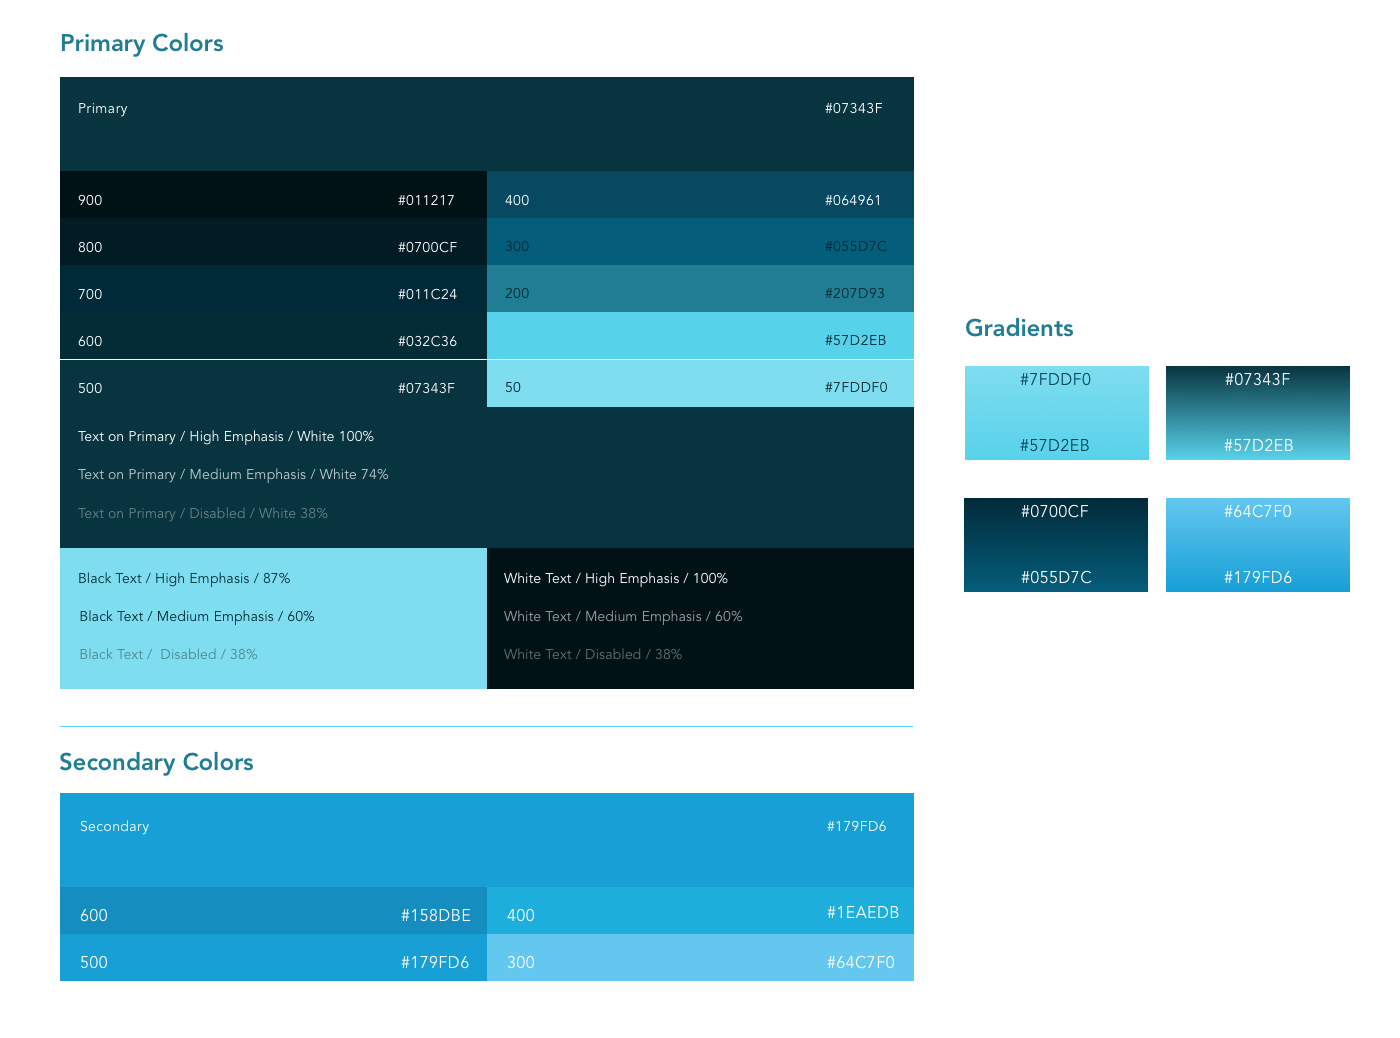 Primary Colors
Primary #07343F
900 #011217
800 #0700CF
700 #011C24
600 #032C36
500 #07343F
400 #064961
300 #055D7C
200 #207D93
#57D2EB
50 #7FDDF0
Text on Primary / High Emphasis / White 100%
Text on Primary / Medium Emphasis / White 74%
Text on Primary / Disabled / White 38%
Black Text / High Emphasis / 87%
Black Text / Medium Emphasis / 60%
Black Text /  Disabled / 38%
White Text / High Emphasis / 100%
White Text / Medium Emphasis / 60%
White Text / Disabled / 38%
Gradients
#7FDDF0
#57D2EB
#07343F
#57D2EB
#0700CF
#055D7C
#64C7F0
#179FD6
Secondary Colors
Secondary #179FD6
600 #158DBE
500 #179FD6
400 #1EAEDB
300 #64C7F0